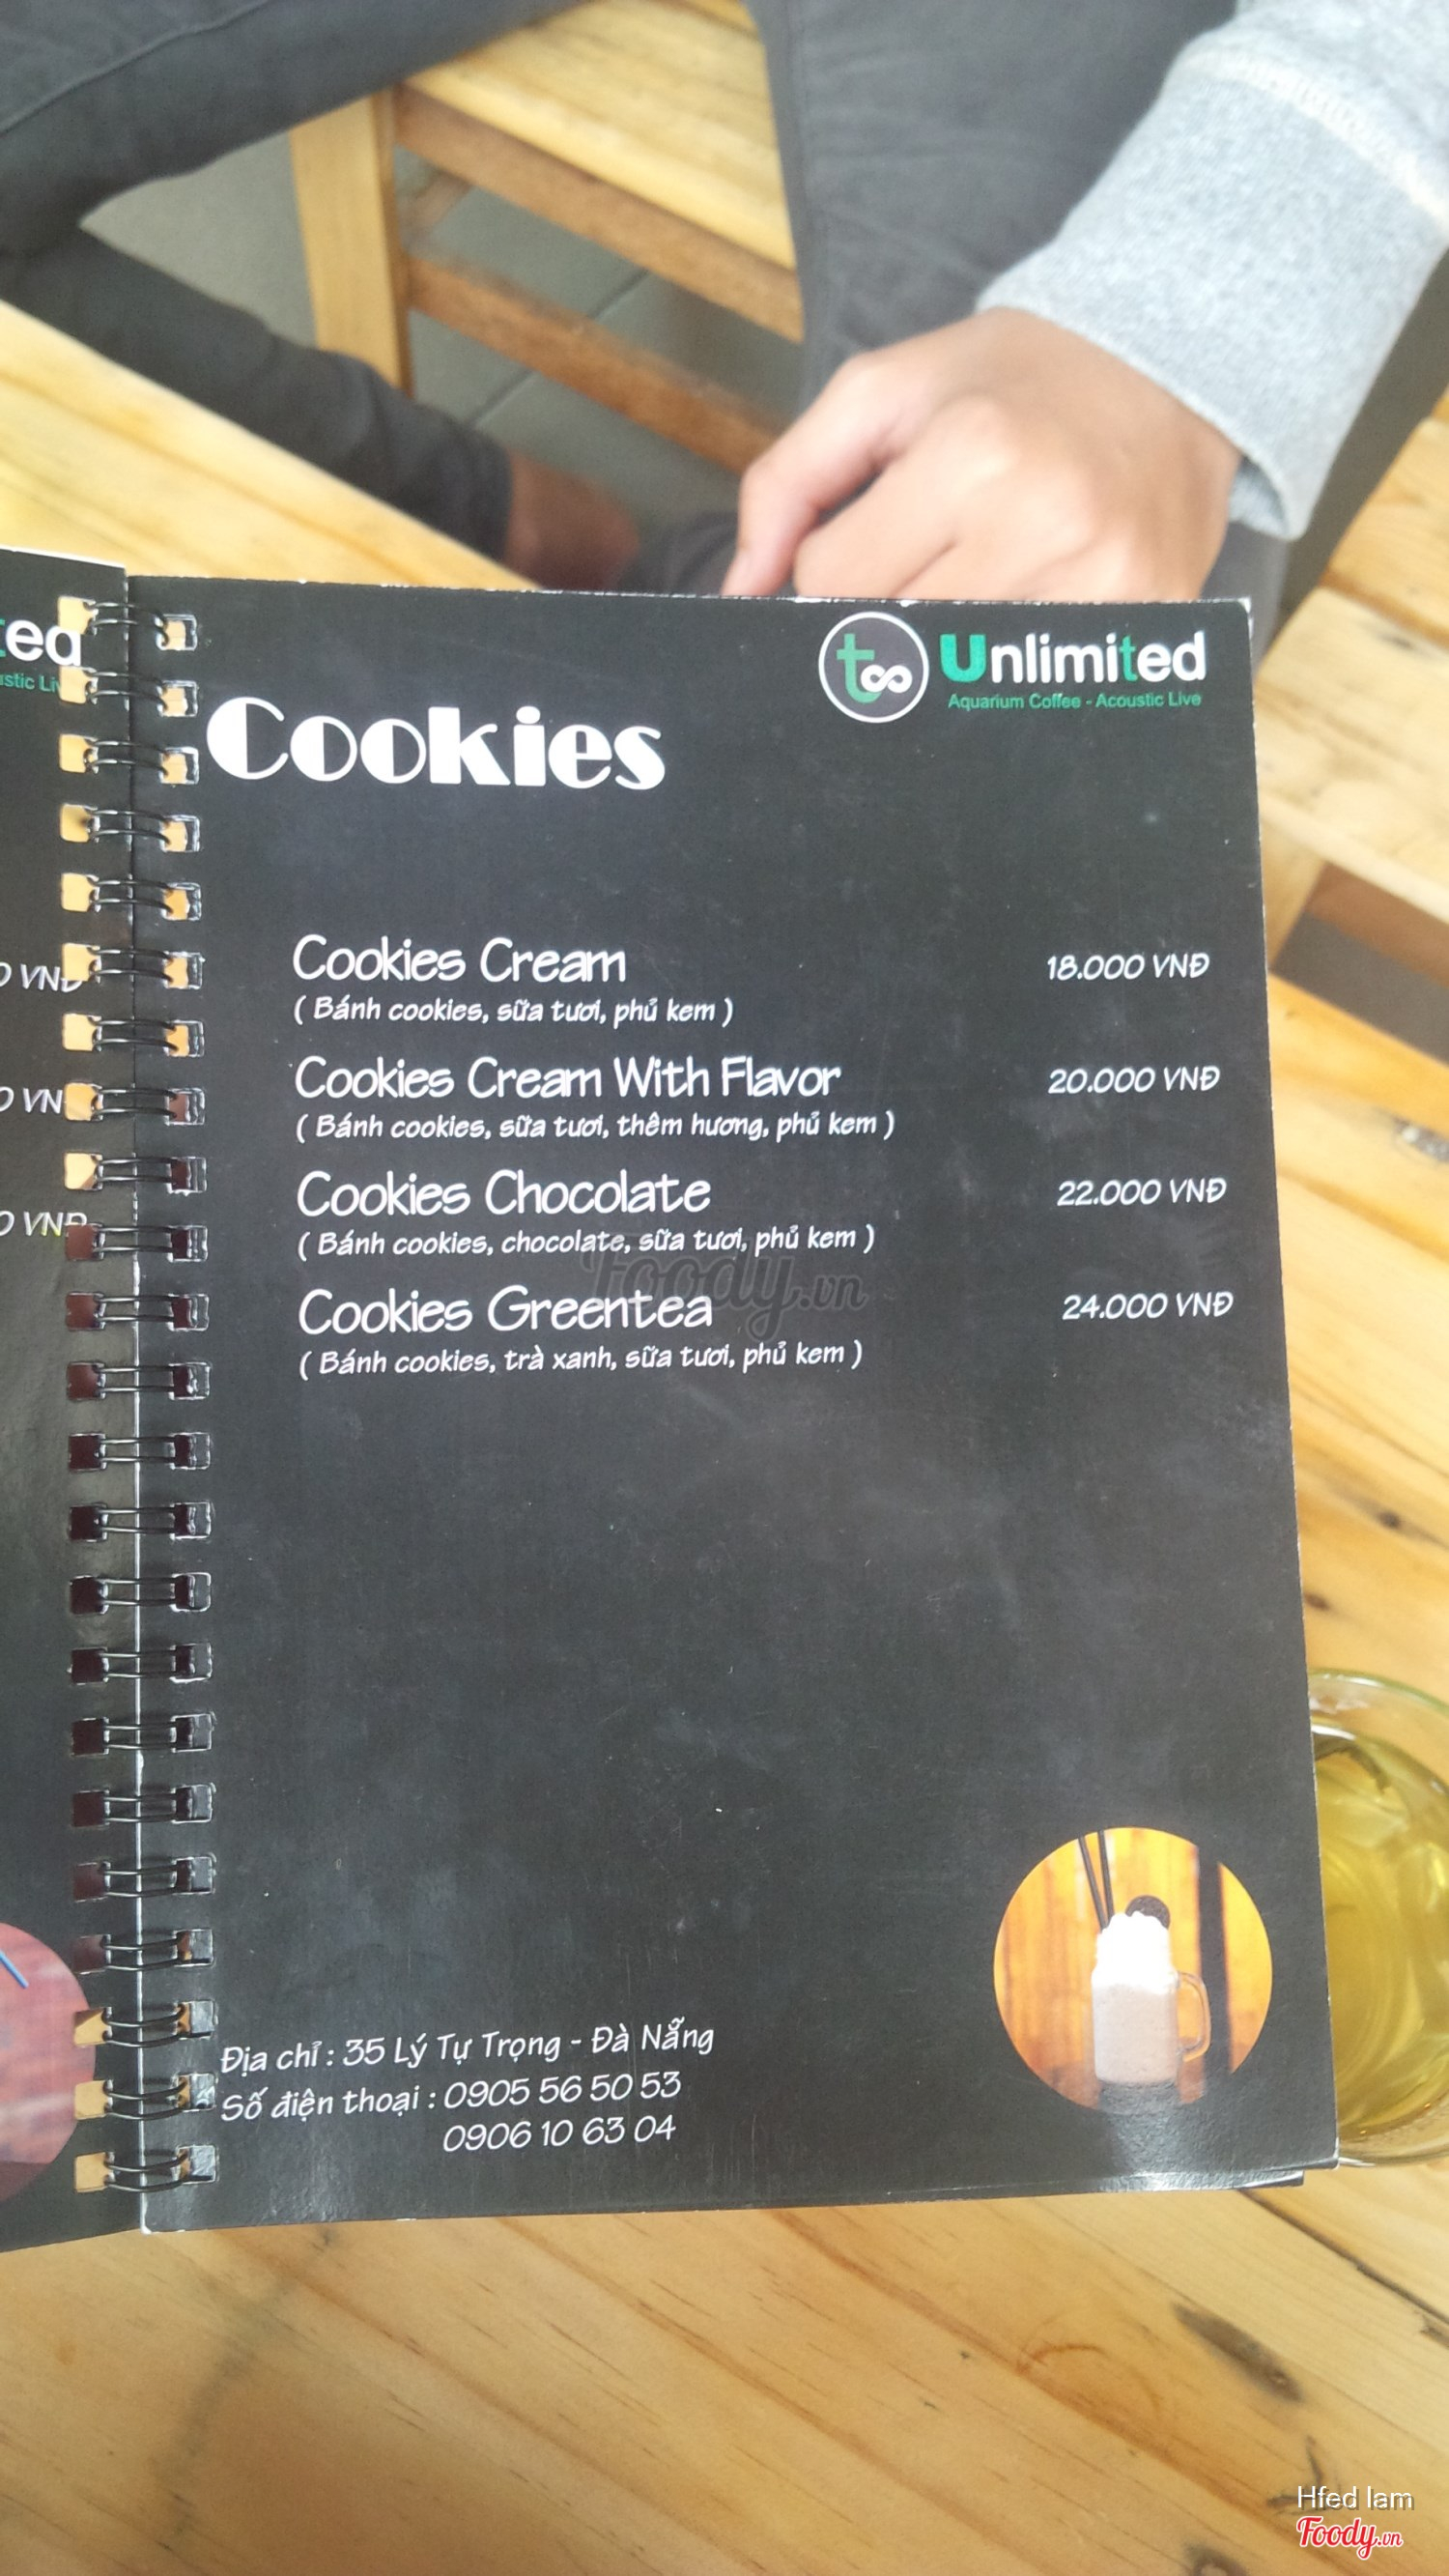 Unlimited
Aquarium Coffee - Acoustic Live
Cookies
Cookies Cream 18.000 VNĐ
( Bánh cookies, sữa tươi, phủ kem )
Cookies Cream With Flavor 20.000 VNĐ
( Bánh cookies, sữa tươi, thêm hương, phủ kem )
Cookies Chocolate 22.000 VNĐ
( Bánh cookies, chocolate, sữa tươi, phủ kem )
Foody.vn
Cookies Greentea 24.000 VNĐ
( Bánh cookies, trà xanh, sữa tươi, phủ kem )
Địa chỉ : 35 Lý Tự Trọng - Đà Nẵng
Số điện thoại : 0905 56 50 53
0906 10 63 04
VNĐ
VNĐ
Hfed lam
Foody.vn